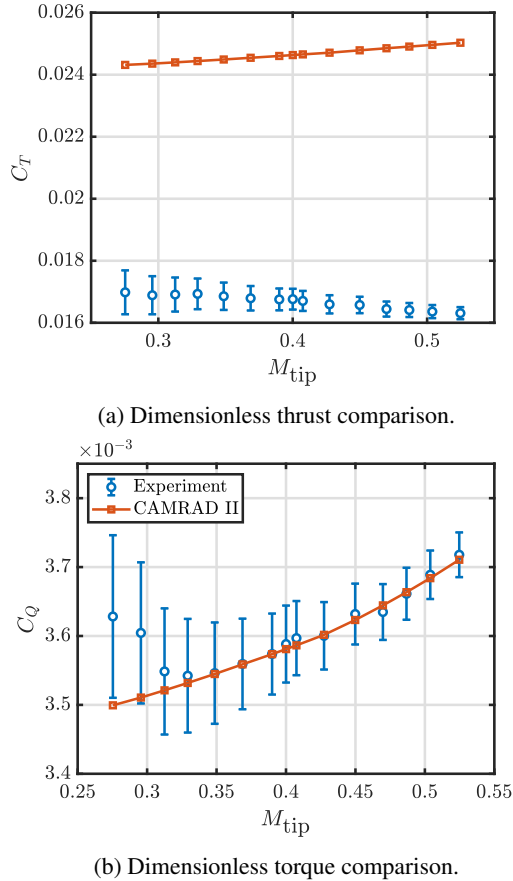 0.026
0.024
0.022
0.02
0.018
0.016
C_T
0.3 0.4 0.5
M_tip
(a) Dimensionless thrust comparison.
×10⁻³
3.8
3.7
3.6
3.5
3.4
C_Q
Experiment
CAMRAD II
0.25 0.3 0.35 0.4 0.45 0.5 0.55
M_tip
(b) Dimensionless torque comparison.